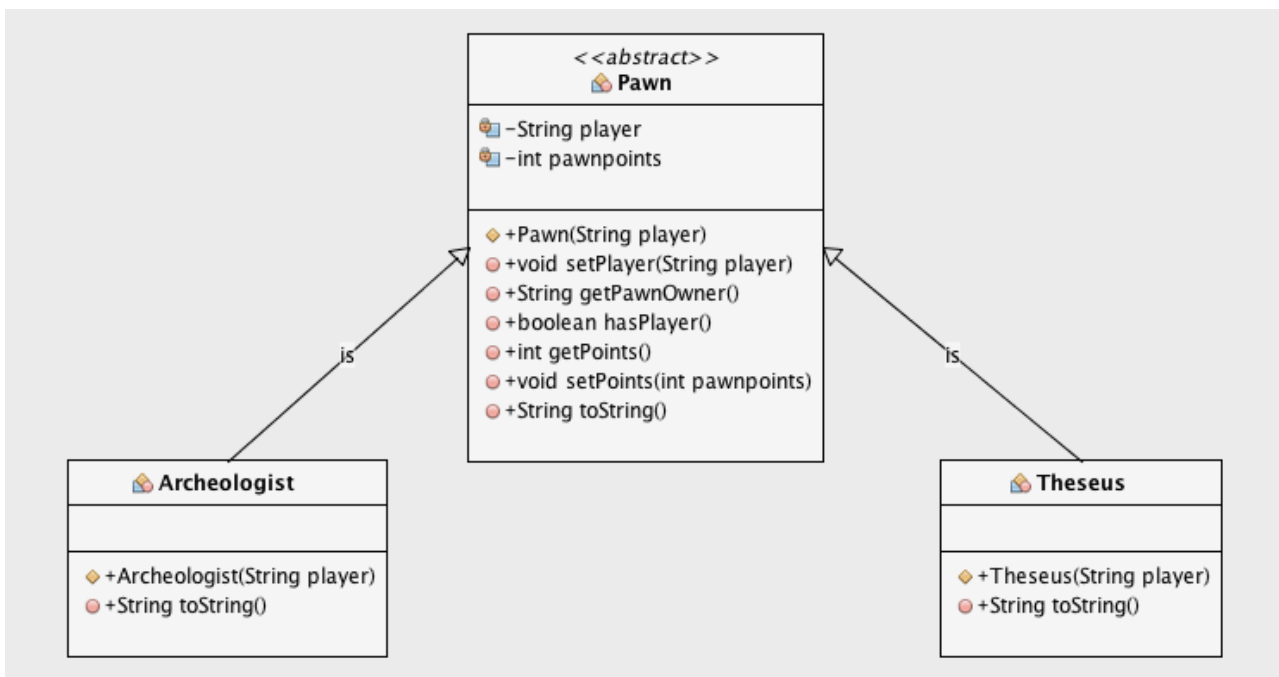 <<abstract>>
Pawn
-String player
-int pawnpoints
+Pawn(String player)
+void setPlayer(String player)
+String getPawnOwner()
+boolean hasPlayer()
+int getPoints()
+void setPoints(int pawnpoints)
+String toString()
is
is
Archeologist
+Archeologist(String player)
+String toString()
Theseus
+Theseus(String player)
+String toString()